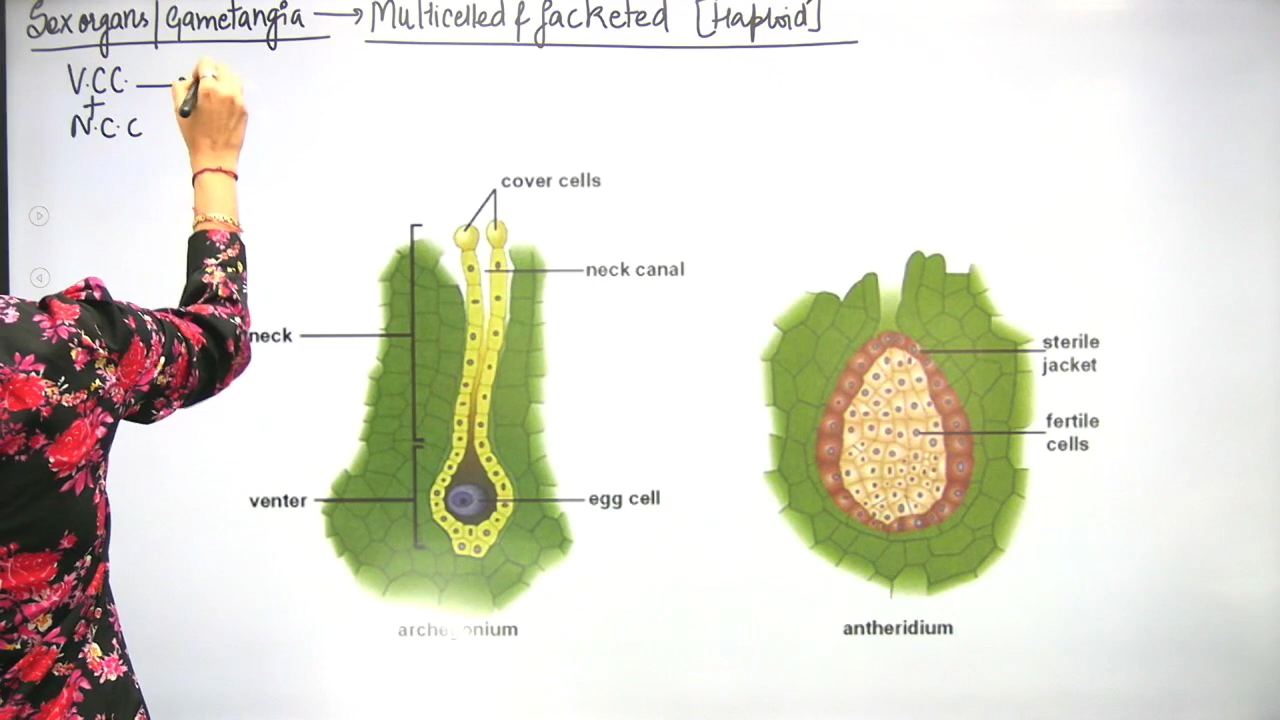 Sex organs / Gametangia → Multicelled & Jacketed [Haploid]
V.C.C. —
+
N.C.C
cover cells
neck canal
neck
sterile
jacket
fertile
cells
venter
egg cell
archegonium
antheridium